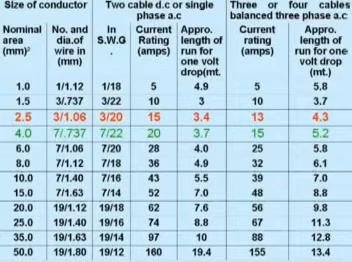 Size of conductor Two cable d.c or single phase a.c Three or four cables balanced three phase a.c
Nominal area (mm)² No. and dia.of wire in (mm) In S.W.G . Current Rating (amps) Appro. length of run for one volt drop(mt.) Current rating (amps) Appro. length of run for one volt drop (mt.)
1.0 1/1.12 1/18 5 4.9 5 5.8
1.5 3/.737 3/22 10 3 10 3.7
2.5 3/1.06 3/20 15 3.4 13 4.3
4.0 7/.737 7/22 20 3.7 15 5.2
6.0 7/1.06 7/20 28 4.0 25 5.8
8.0 7/1.12 7/18 36 4.9 32 6.1
10.0 7/1.40 7/16 43 5.5 39 7.0
15.0 7/1.63 7/14 52 7.0 48 8.8
20.0 19/1.12 19/18 62 7.6 56 9.8
25.0 19/1.40 19/16 74 8.8 67 11.3
35.0 19/1.63 19/14 97 10 88 12.8
50.0 19/1.80 19/12 160 19.4 155 13.4